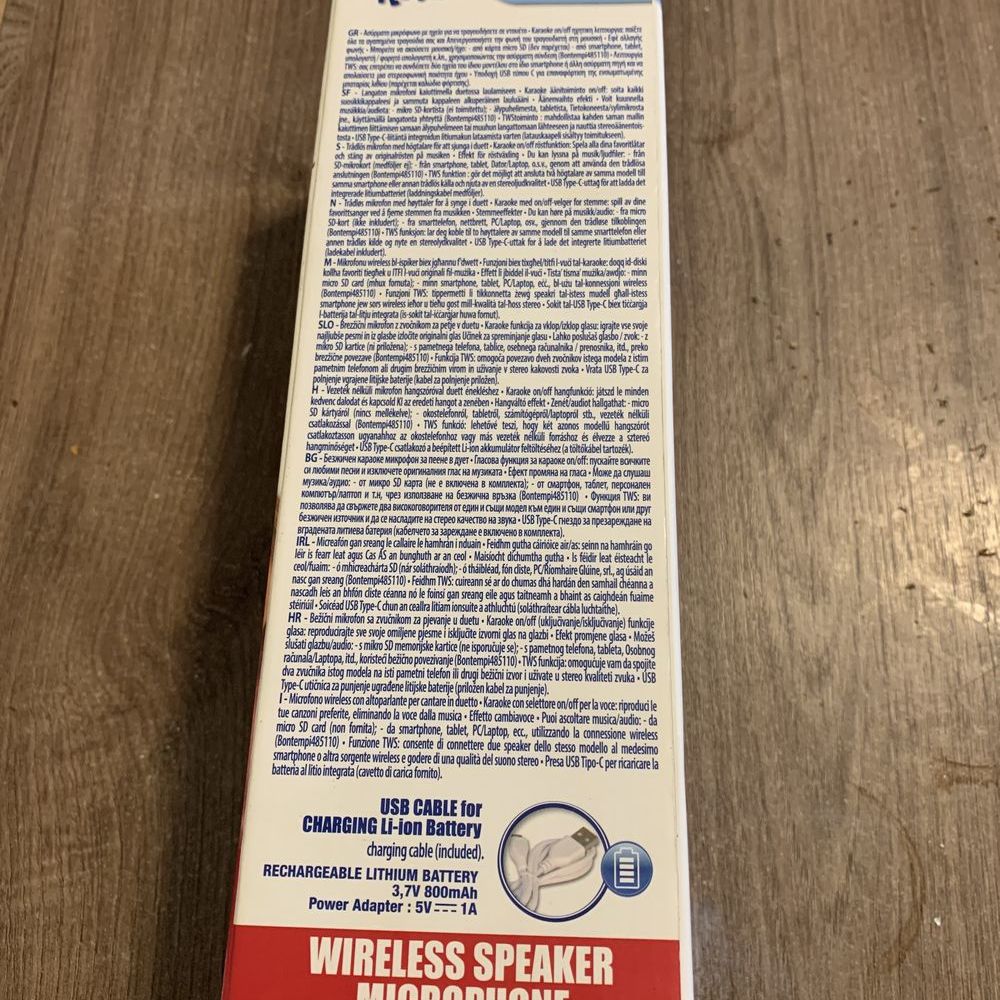 GR - Ασύρματο μικρόφωνο με ηχείο για να τραγουδήσετε σε ντουέτο • Karaoke on/off ηχητική λειτουργία: παίξτε
όλα τα αγαπημένα τραγούδια σας και Απενεργοποιήστε την φωνή του τραγουδιστή στη μουσική • Εφέ αλλαγής
φωνής • Μπορείτε να ακούσετε μουσική/ήχο: - από κάρτα micro SD (δεν παρέχεται) - από smartphone, tablet,
υπολογιστή / φορητό υπολογιστή κ.λπ., χρησιμοποιώντας την ασύρματη σύνδεση (Bontempi485110) • Λειτουργία
TWS: σας επιτρέπει να συνδέσετε δύο ηχεία του ίδιου μοντέλου στο ίδιο smartphone ή άλλη ασύρματη πηγή και να
απολαύσετε μια στερεοφωνική ποιότητα ήχου • Υποδοχή USB τύπου C για επαναφόρτιση της ενσωματωμένης
μπαταρίας λιθίου (παρέχεται καλώδιο φόρτισης).
SF - Langaton mikrofoni kaiuttimella duetossa laulamiseen • Karaoke äänitoiminto on/off: soita kaikki
suosikkikappalesi ja sammuta kappaleen alkuperäinen lauluääni • Äänenvaihto efekti • Voit kuunnella
musiikkia/audiota: - mikro SD-kortista (ei toimitettu); - älypuhelimesta, tabletista, Tietokoneesta/sylimikrosta
jne., käyttämällä langatonta yhteyttä (Bontempi485110) • TWStoiminto : mahdollistaa kahden saman mallin
kaiuttimen liittämisen samaan älypuhelimeen tai muuhun langattomaan lähteeseen ja nauttia stereoäänentois-
tosta • USB Type-C-liitäntä integroidun litiumakun lataamista varten (latauskaapeli sisältyy toimitukseen).
S - Trådlös mikrofon med högtalare för att sjunga i duett • Karaoke on/off röstfunktion: Spela alla dina favoritlåtar
och stäng av originalrösten på musiken • Effekt för röstväxling • Du kan lyssna på musik/ljudfiler: - från
SD-mikrokort (medföljer ej); - från smartphone, tablet, Dator/Laptop, o.s.v., genom att använda den trådlösa
anslutningen (Bontempi485110) • TWS funktion : gör det möjligt att ansluta två högtalare av samma modell till
samma smartphone eller annan trådlös källa och njuta av en stereoljudkvalitet • USB Type-C-uttag för att ladda det
integrerade litiumbatteriet (laddningskabel medföljer).
N - Trådløs mikrofon med høyttaler for å synge i duett • Karaoke med on/off-velger for stemme: spill av dine
favorittsanger ved å fjerne stemmen fra musikken • Stemmeeffekter • Du kan høre på musikk/audio: - fra micro
SD-kort (ikke inkludert); - fra smarttelefon, nettbrett, PC/Laptop, osv., gjennom den trådløse tilkoblingen
(Bontempi485110) • TWS funksjon: lar deg koble til to høyttalere av samme modell til samme smarttelefon eller
annen trådløs kilde og nyte en stereolydkvalitet • USB Type-C-uttak for å lade det integrerte litiumbatteriet
(ladekabel inkludert).
M - Mikrofonu wireless bl-ispiker biex jgħannu f'dwett • Funzjoni biex tixgħel/titfi l-vuċi tal-karaoke: doqq id-diski
kollha favoriti tiegħek u ITFI l-vuċi oriġinali fil-mużika • Effett li jbiddel il-vuċi • Tista' tisma' mużika/awdjo: - minn
micro SD card (mhux fornuta); - minn smartphone, tablet, PC/Laptop, eċċ., bl-użu tal-konnessjoni wireless
(Bontempi485110) • Funzjoni TWS: tippermetti li tikkonnetta żewġ spikers tal-istess mudell għall-istess
smartphone jew sors wireless ieħor u tieħu gost mill-kwalità tal-ħoss stereo • Sokit tal-USB Type-C biex tiċċarġja
l-batterija tal-litju integrata (is-sokit tal-iċċarġjar huwa fornut).
SLO - Brezžični mikrofon z zvočnikom za petje v duetu • Karaoke funkcija za vklop/izklop glasu: igrajte vse svoje
najljubše pesmi in iz glasbe izločite originalni glas Učinek za spreminjanje glasu • Lahko poslušaš glasbo / zvok: - z
mikro SD kartice (ni priložena); - s pametnega telefona, tablice, osebnega računalnika / prenosnika, itd., preko
brezžične povezave (Bontempi485110) • Funkcija TWS: omogoča povezavo dveh zvočnikov istega modela z istim
pametnim telefonom ali drugim brezžičnim virom in uživanje v stereo kakovosti zvoka • Vrata USB Type-C za
polnjenje vgrajene litijske baterije (kabel za polnjenje priložen).
H - Vezeték nélküli mikrofon hangszóróval duett énekléshez • Karaoke on/off hangfunkció: játszd le minden
kedvenc dalodat és kapcsold KI az eredeti hangot a zenében • Hangváltó effekt • Zenét/audiot hallgathat: - micro
SD kártyáról (nincs mellékelve); - okostelefonról, tabletről, számítógépről/laptopról stb., vezeték nélküli
csatlakozással (Bontempi485110) • TWS funkció: lehetővé teszi, hogy két azonos modellű hangszórót
csatlakoztasson ugyanahhoz az okostelefonhoz vagy más vezeték nélküli forráshoz és élvezze a sztereó
hangminőséget • USB Type-C csatlakozó a beépített Li-ion akkumulátor feltöltéséhez (a töltőkábel tartozék).
BG - Безжичен караоке микрофон за пеене в дует • Гласова функция за караоке on/off: пускайте всичките
си любими песни и изключете оригиналния глас на музиката • Ефект промяна на гласа • Може да слушаш
музика/аудио: - от микро SD карта (не е включена в комплекта); - от смартфон, таблет, персонален
компютър/лаптоп и т.н, чрез използване на безжична връзка (Bontempi485110) • Функция TWS: ви
позволява да свържете два високоговорителя от един и същи модел към един и същи смартфон или друг
безжичен източник и да се насладите на стерео качество на звука • USB Type-C гнездо за презареждане на
вградената литиева батерия (кабелчето за зареждане е включено в комплекта).
IRL - Micreafón gan sreang le callaire le hamhrán i nduain • Feidhm gutha cáirióice air/as: seinn na hamhráin go
léir is fearr leat agus Cas AS an bunghuth ar an ceol • Maisíocht díchumtha gutha • Is féidir leat éisteacht le
ceol/fuaim: - ó mhicreachárta SD (nár soláthraíodh); - ó tháibléad, fón cliste, PC/Ríomhaire Glúine, srl., ag úsáid an
nasc gan sreang (Bontempi485110) • Feidhm TWS: cuireann sé ar do chumas dhá hardán den samhail chéanna a
nascadh leis an bhfón cliste céanna nó le foinsí gan sreang eile agus taitneamh a bhaint as caighdeán fuaime
stéiriúil • Soicéad USB Type-C chun an ceallra litiam ionsuite a athluchtú (soláthraítear cábla luchtaithe).
HR - Bežični mikrofon sa zvučnikom za pjevanje u duetu • Karaoke on/off (uključivanje/isključivanje) funkcije
glasa: reproducirajte sve svoje omiljene pjesme i isključite izvorni glas na glazbi • Efekt promjene glasa • Možeš
slušati glazbu/audio: - s mikro SD memorijske kartice (ne isporučuje se); - s pametnog telefona, tableta, Osobnog
računala/Laptopa, itd., koristeći bežično povezivanje (Bontempi485110) • TWS funkcija: omogućuje vam da spojite
dva zvučnika istog modela na isti pametni telefon ili drugi bežični izvor i uživate u stereo kvaliteti zvuka • USB
Type-C utičnica za punjenje ugrađene litijske baterije (priložen kabel za punjenje).
I - Microfono wireless con altoparlante per cantare in duetto • Karaoke con selettore on/off per la voce: riproduci le
tue canzoni preferite, eliminando la voce dalla musica • Effetto cambiavoce • Puoi ascoltare musica/audio: - da
micro SD card (non fornita); - da smartphone, tablet, PC/Laptop, ecc., utilizzando la connessione wireless
(Bontempi485110) • Funzione TWS: consente di connettere due speaker dello stesso modello al medesimo
smartphone o altra sorgente wireless e godere di una qualità del suono stereo • Presa USB Tipo-C per ricaricare la
batteria al litio integrata (cavetto di carica fornito).
USB CABLE for
CHARGING Li-ion Battery
charging cable (included).
RECHARGEABLE LITHIUM BATTERY
3,7V 800mAh
Power Adapter : 5V ⎓ 1A
WIRELESS SPEAKER
MICROPHONE